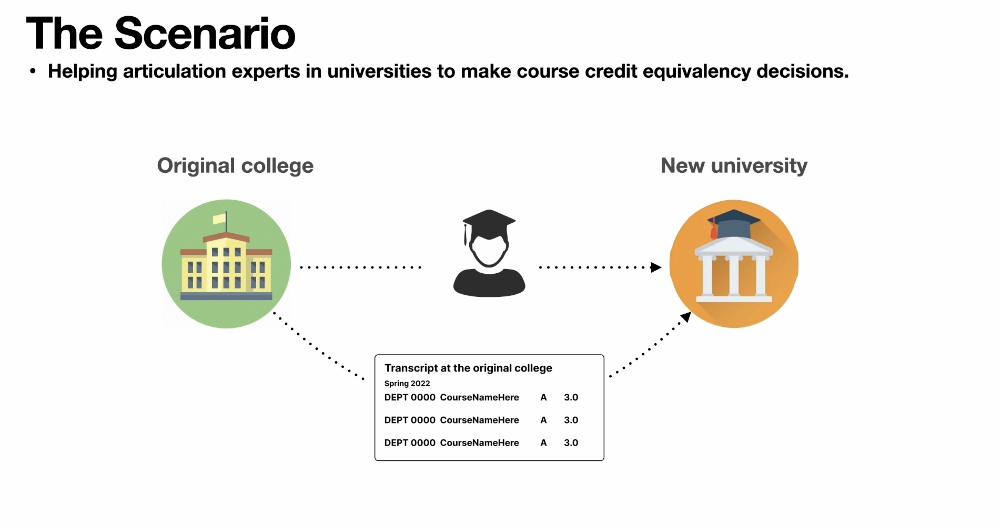 The Scenario
• Helping articulation experts in universities to make course credit equivalency decisions.
Original college
New university
Transcript at the original college
Spring 2022
DEPT 0000 CourseNameHere A 3.0
DEPT 0000 CourseNameHere A 3.0
DEPT 0000 CourseNameHere A 3.0